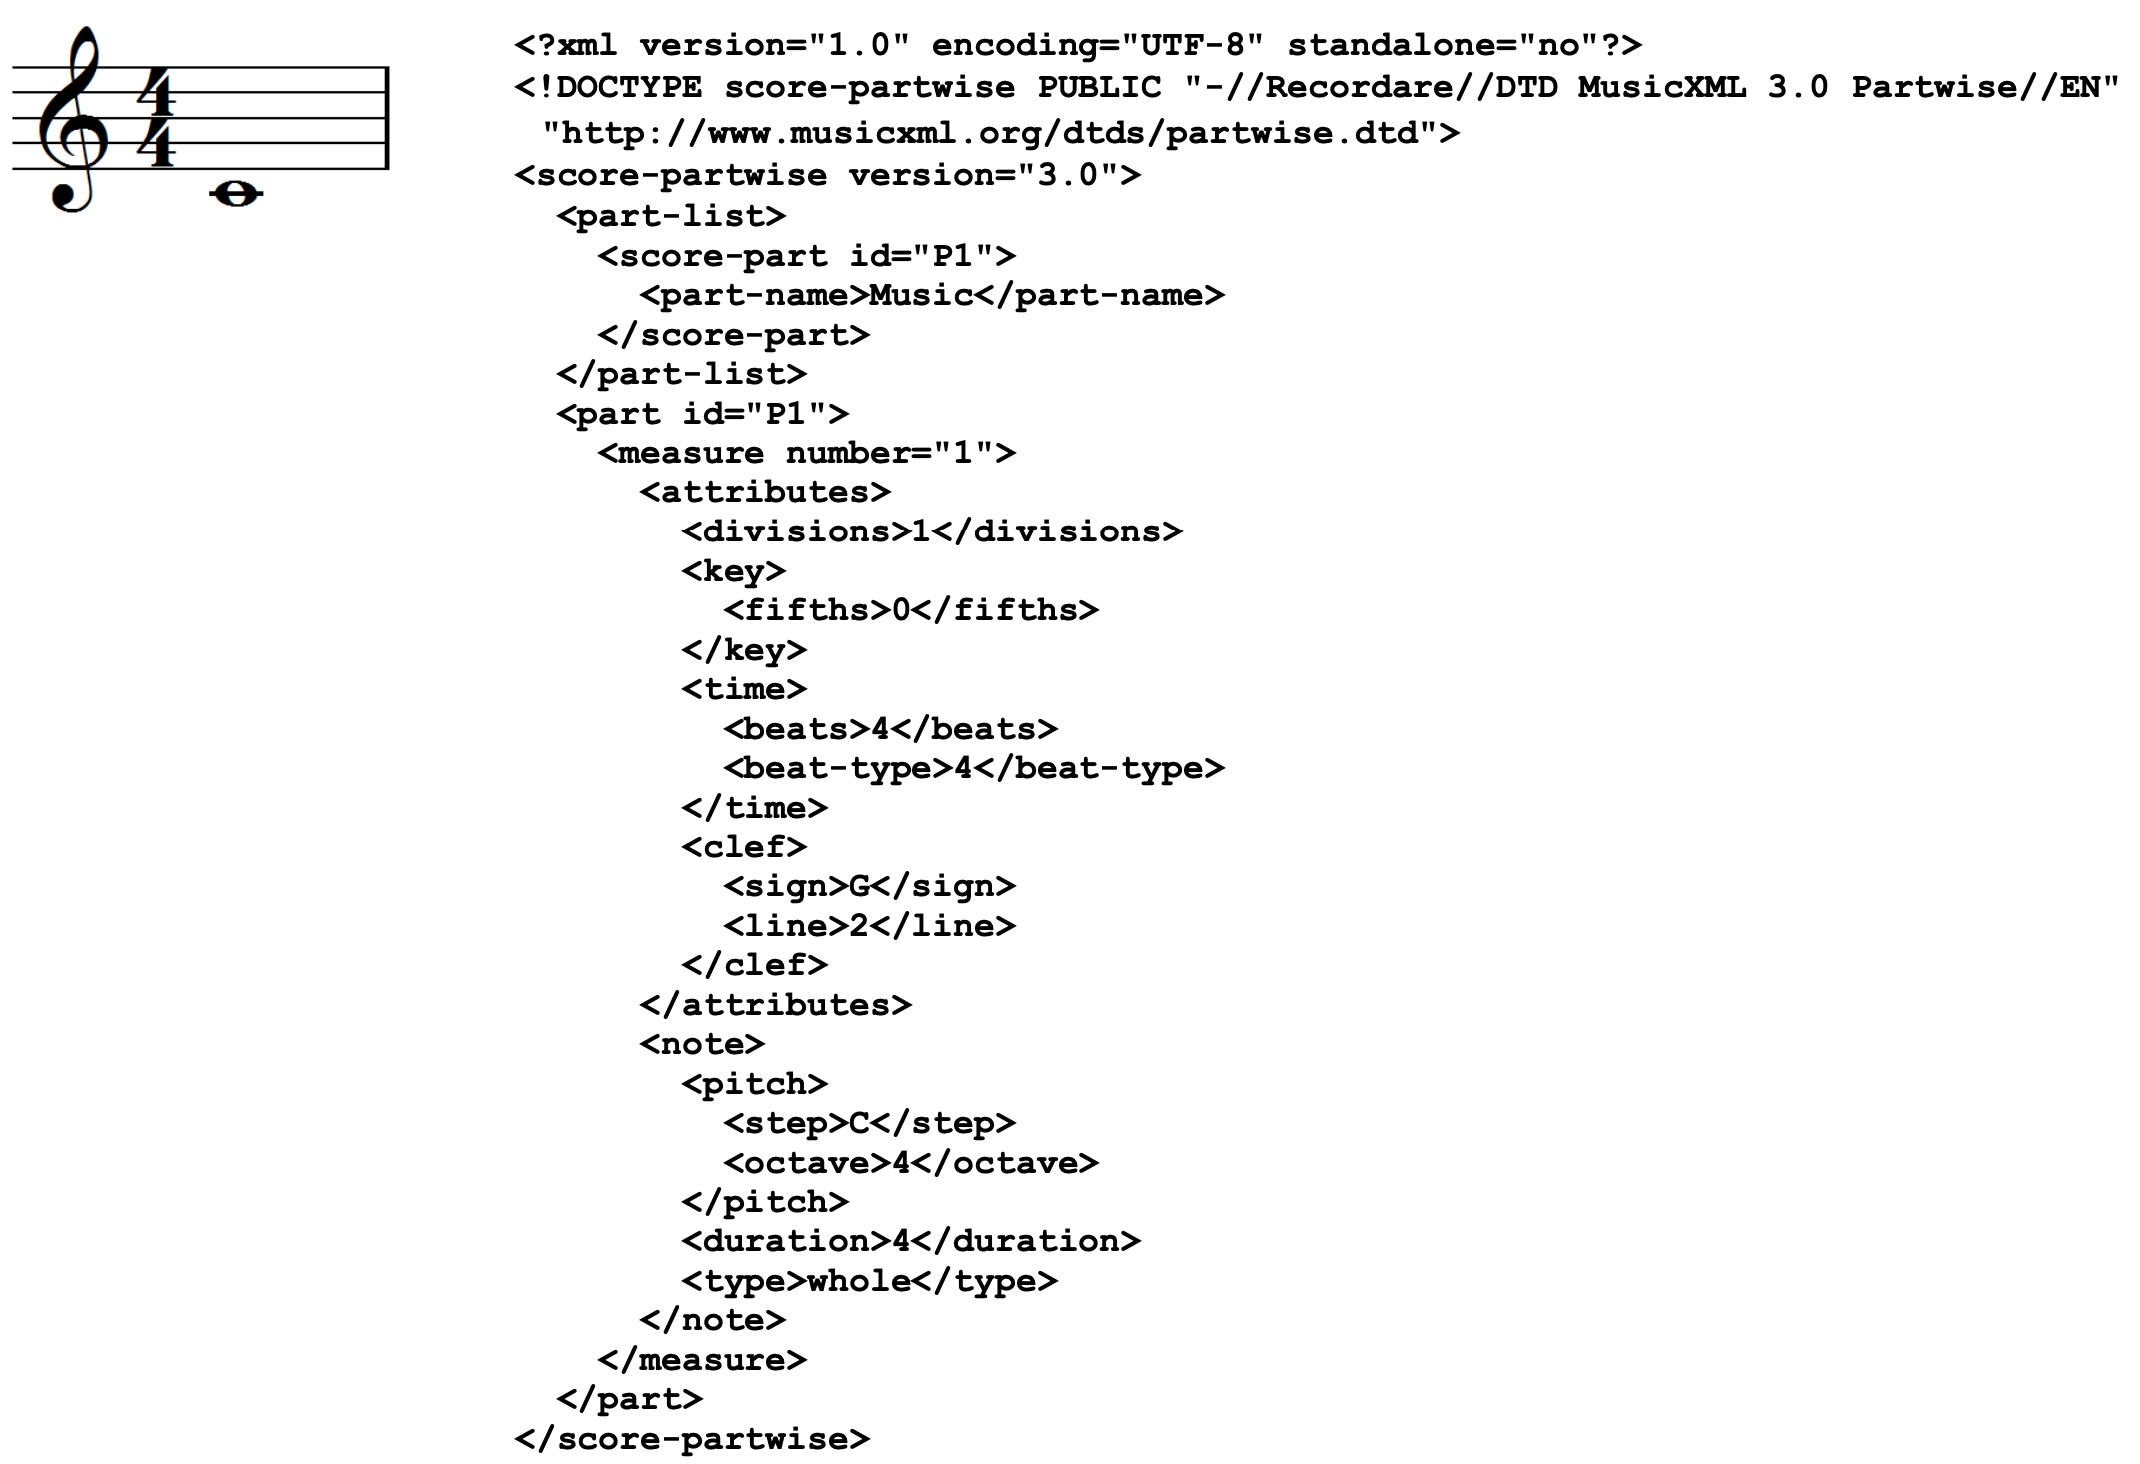 4
4
<?xml version="1.0" encoding="UTF-8" standalone="no"?>
<!DOCTYPE score-partwise PUBLIC "-//Recordare//DTD MusicXML 3.0 Partwise//EN"
 "http://www.musicxml.org/dtds/partwise.dtd">
<score-partwise version="3.0">
  <part-list>
    <score-part id="P1">
      <part-name>Music</part-name>
    </score-part>
  </part-list>
  <part id="P1">
    <measure number="1">
      <attributes>
        <divisions>1</divisions>
        <key>
          <fifths>0</fifths>
        </key>
        <time>
          <beats>4</beats>
          <beat-type>4</beat-type>
        </time>
        <clef>
          <sign>G</sign>
          <line>2</line>
        </clef>
      </attributes>
      <note>
        <pitch>
          <step>C</step>
          <octave>4</octave>
        </pitch>
        <duration>4</duration>
        <type>whole</type>
      </note>
    </measure>
  </part>
</score-partwise>